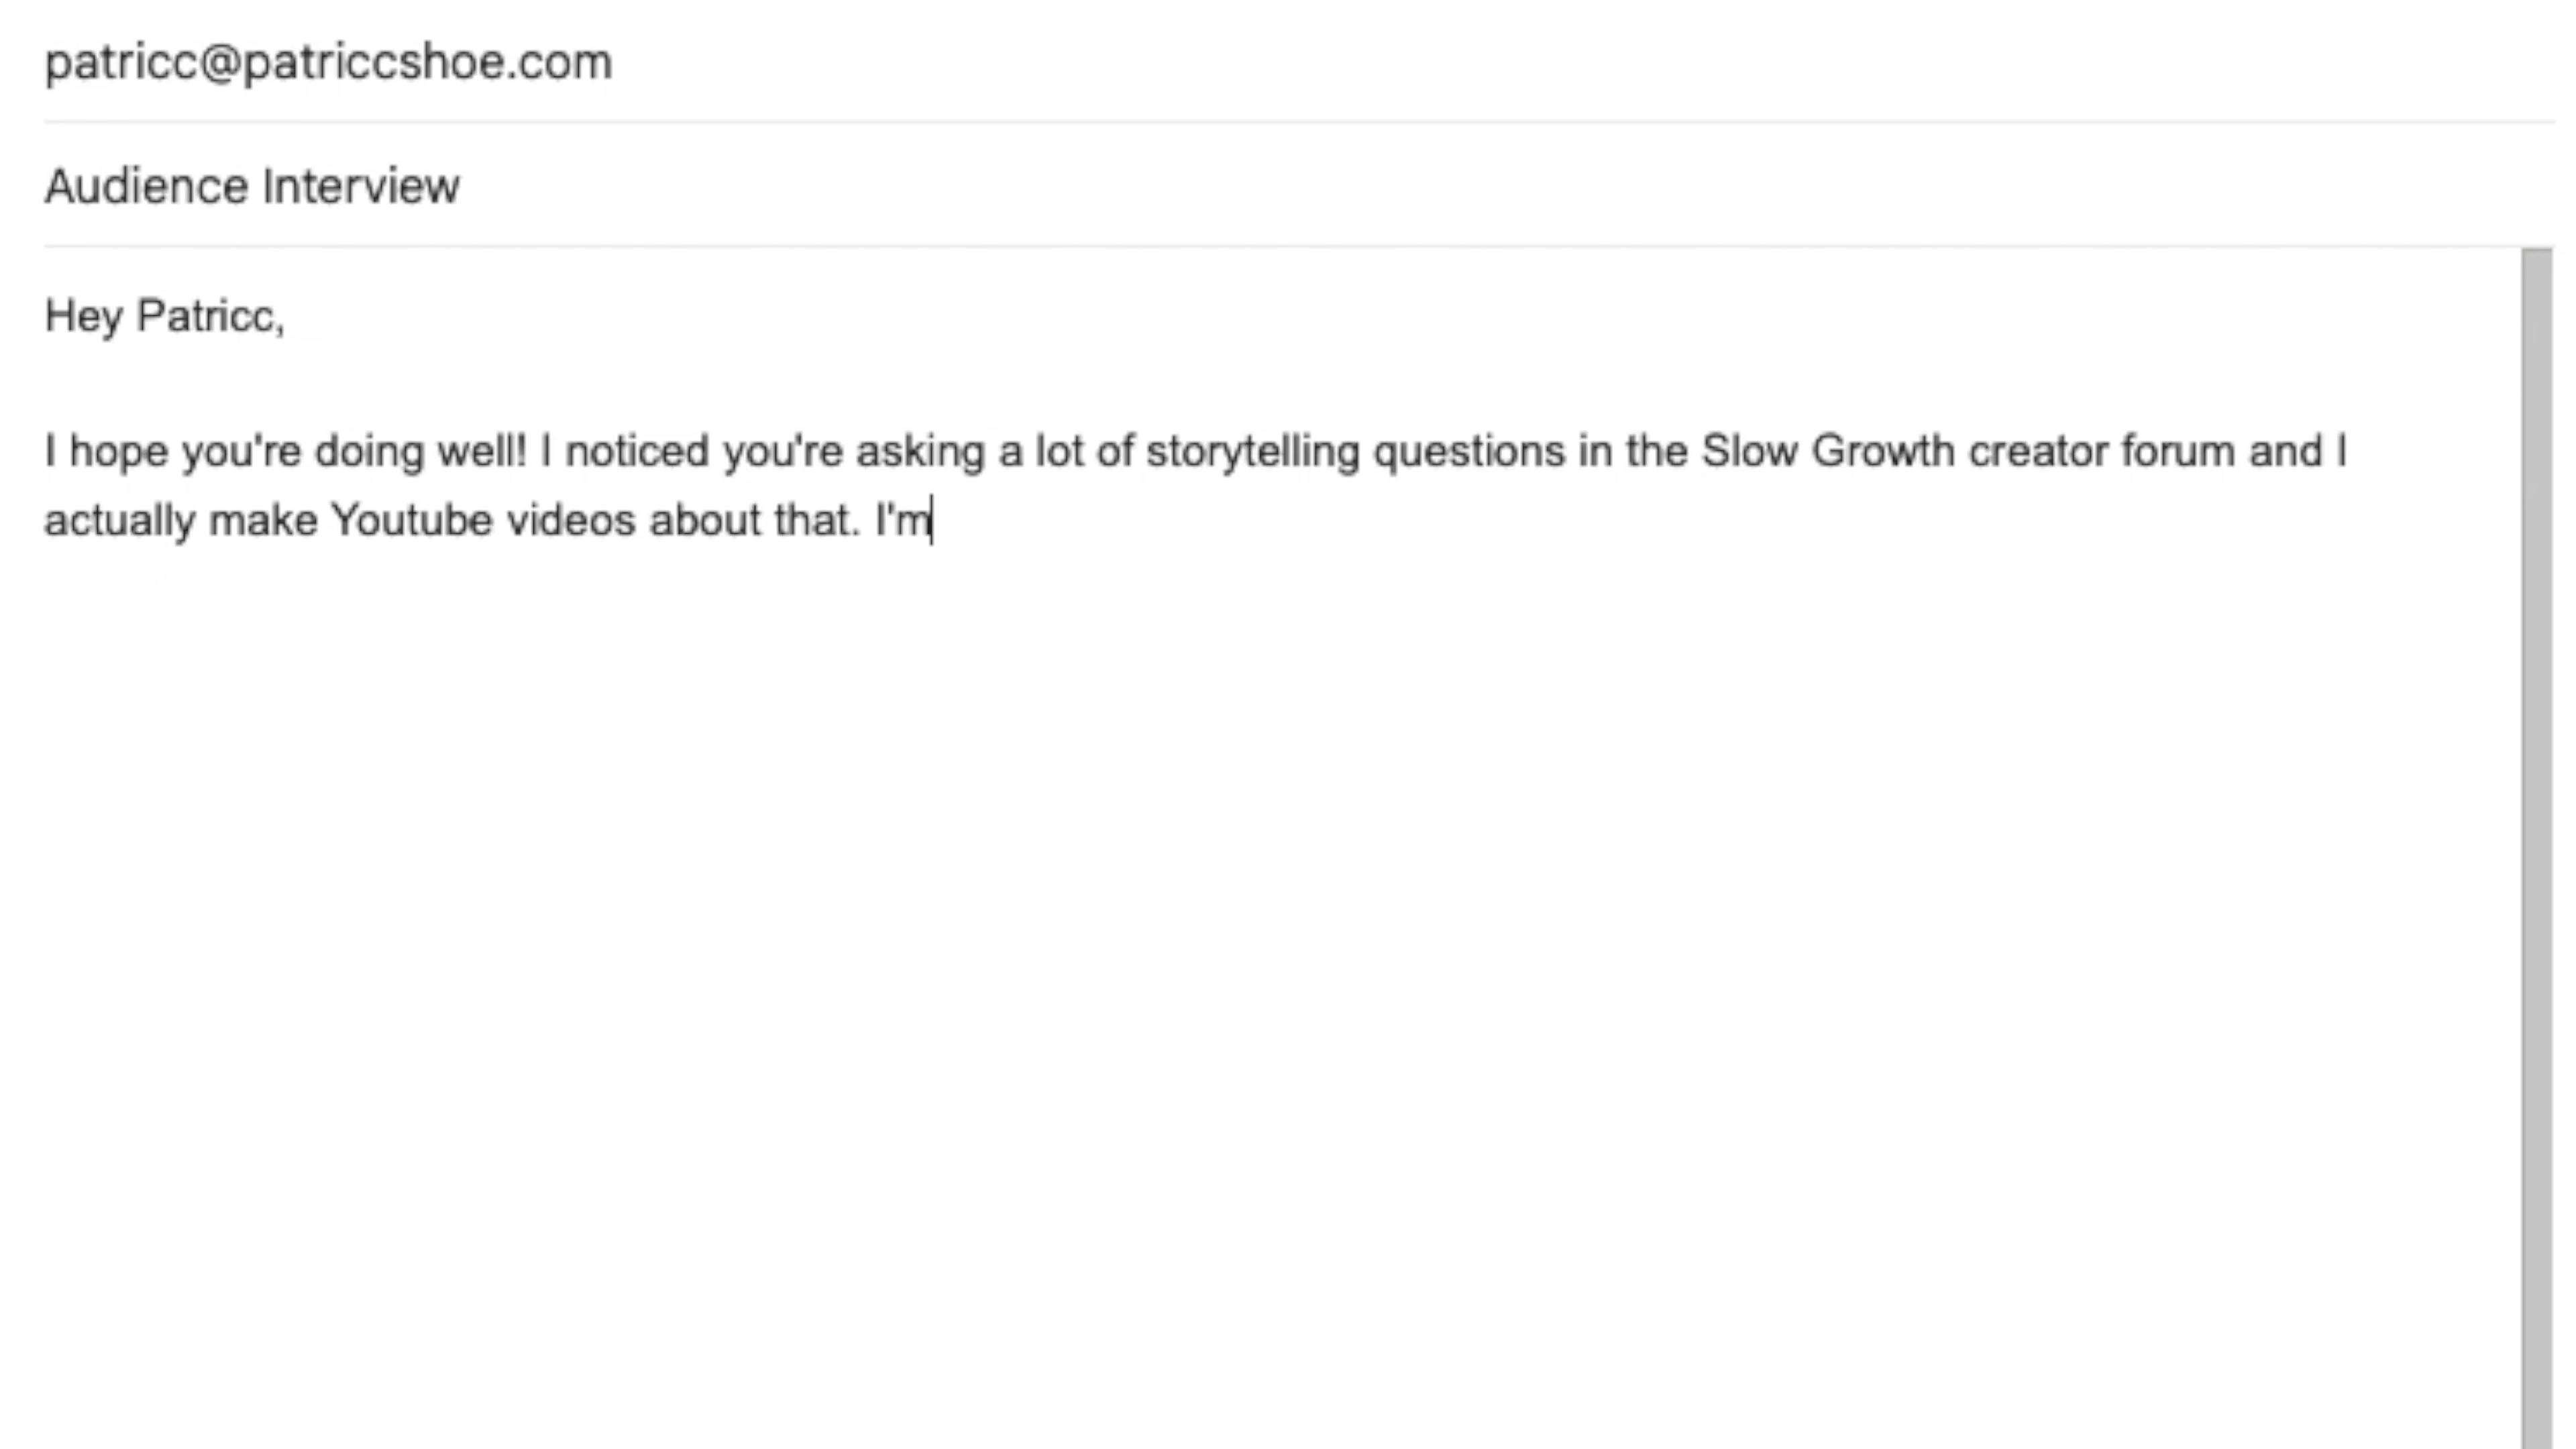 patricc@patriccshoe.com
Audience Interview
Hey Patricc,
I hope you're doing well! I noticed you're asking a lot of storytelling questions in the Slow Growth creator forum and I
actually make Youtube videos about that. I'm